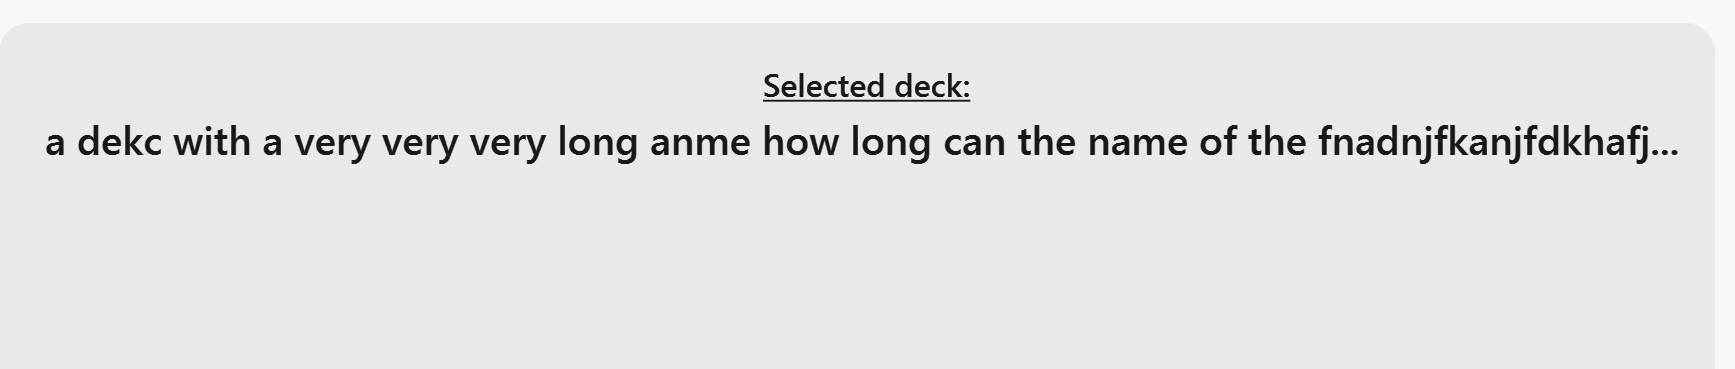 Selected deck:
a dekc with a very very very long anme how long can the name of the fnadnjfkanjfdkhafj...